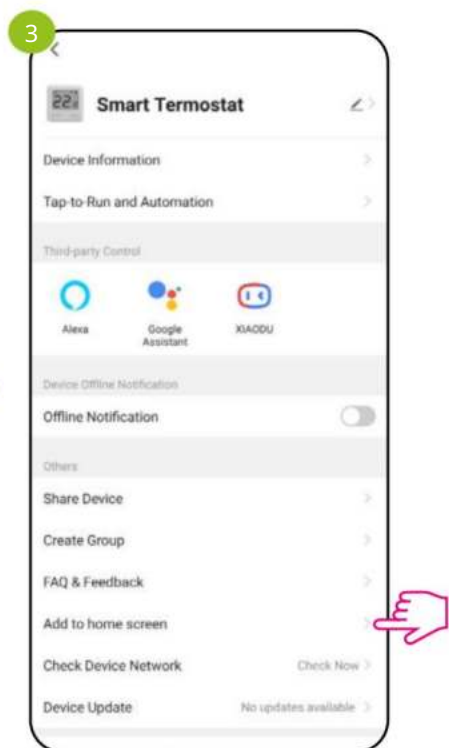 3
22
Smart Termostat
Device Information
Tap-to-Run and Automation
Third-party Control
Alexa
Google
Assistant
XIAODU
Device Offline Notification
Offline Notification
Others
Share Device
Create Group
FAQ & Feedback
Add to home screen
Check Device Network Check Now
Device Update No updates available